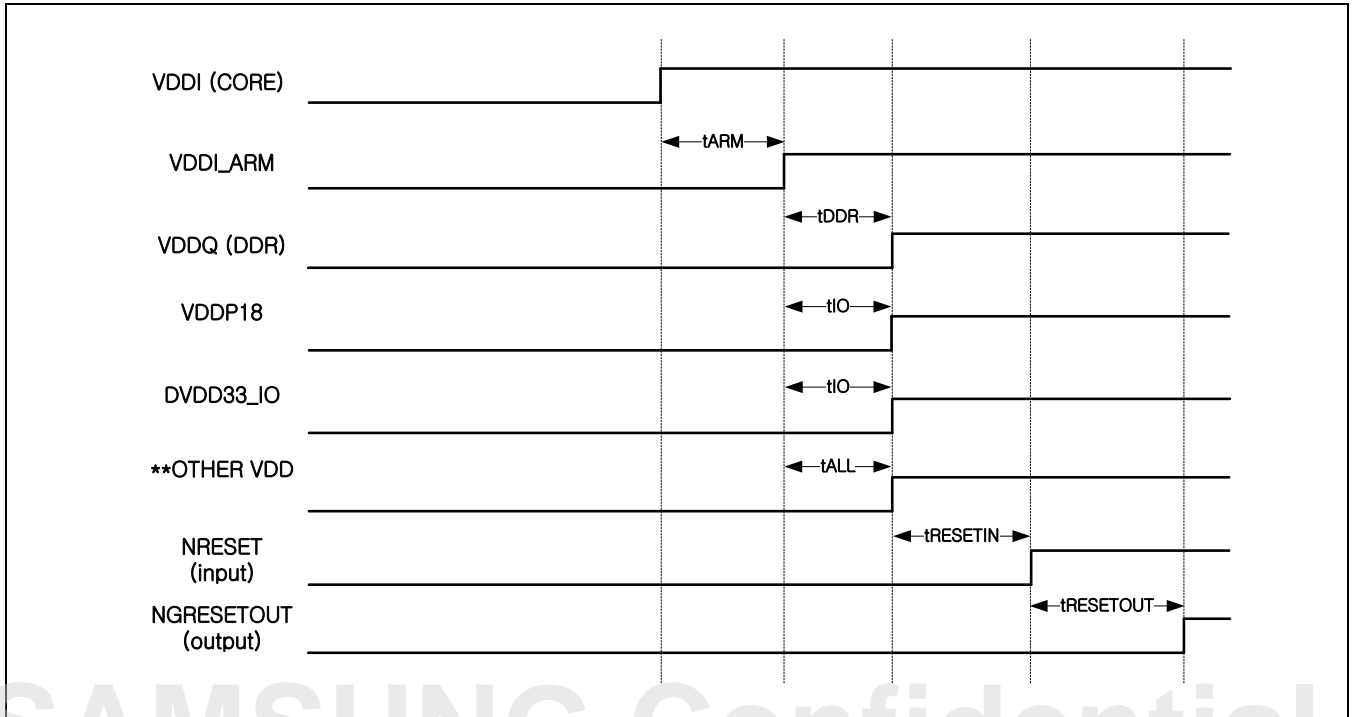 VDDI (CORE)
tARM
VDDI_ARM
tDDR
VDDQ (DDR)
tIO
VDDP18
tIO
DVDD33_IO
tALL
**OTHER VDD
tRESETIN
NRESET
(input)
tRESETOUT
NGRESETOUT
(output)
SAMSUNG Confidential